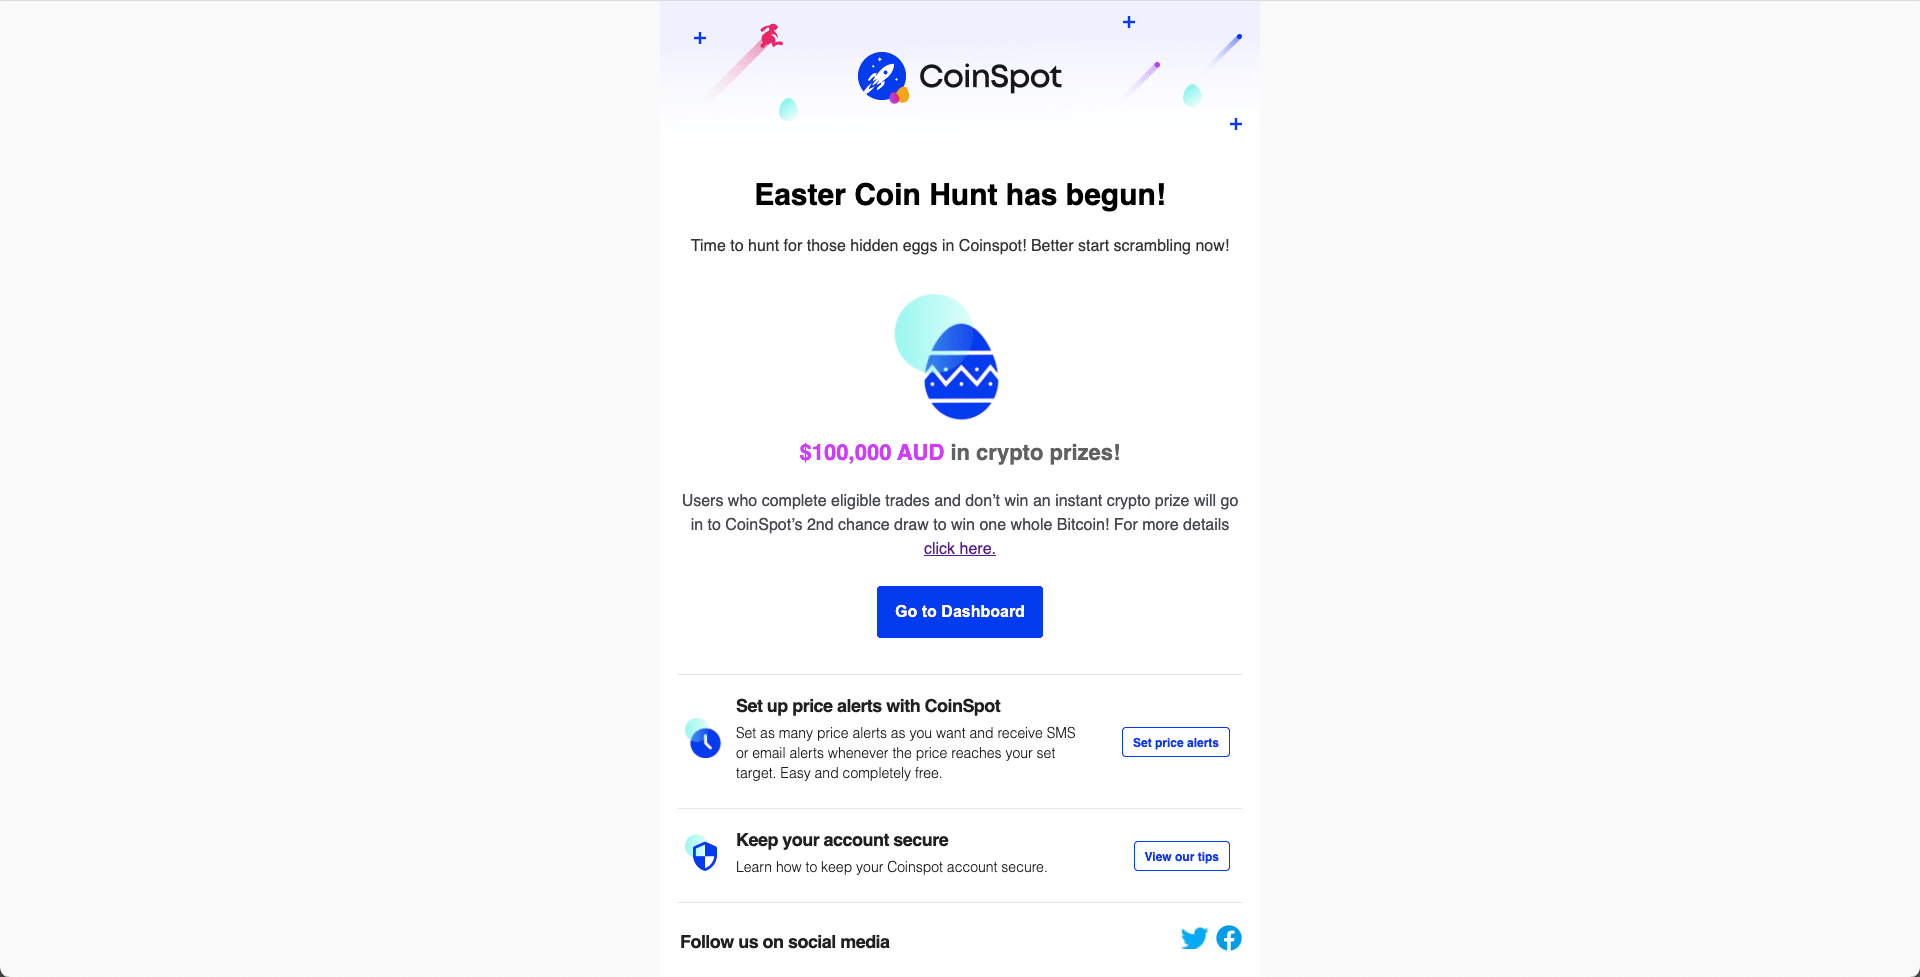 CoinSpot
Easter Coin Hunt has begun!
Time to hunt for those hidden eggs in Coinspot! Better start scrambling now!
$100,000 AUD in crypto prizes!
Users who complete eligible trades and don’t win an instant crypto prize will go
in to CoinSpot’s 2nd chance draw to win one whole Bitcoin! For more details
click here.
Go to Dashboard
Set up price alerts with CoinSpot
Set as many price alerts as you want and receive SMS
or email alerts whenever the price reaches your set
target. Easy and completely free.
Set price alerts
Keep your account secure
Learn how to keep your Coinspot account secure.
View our tips
Follow us on social media